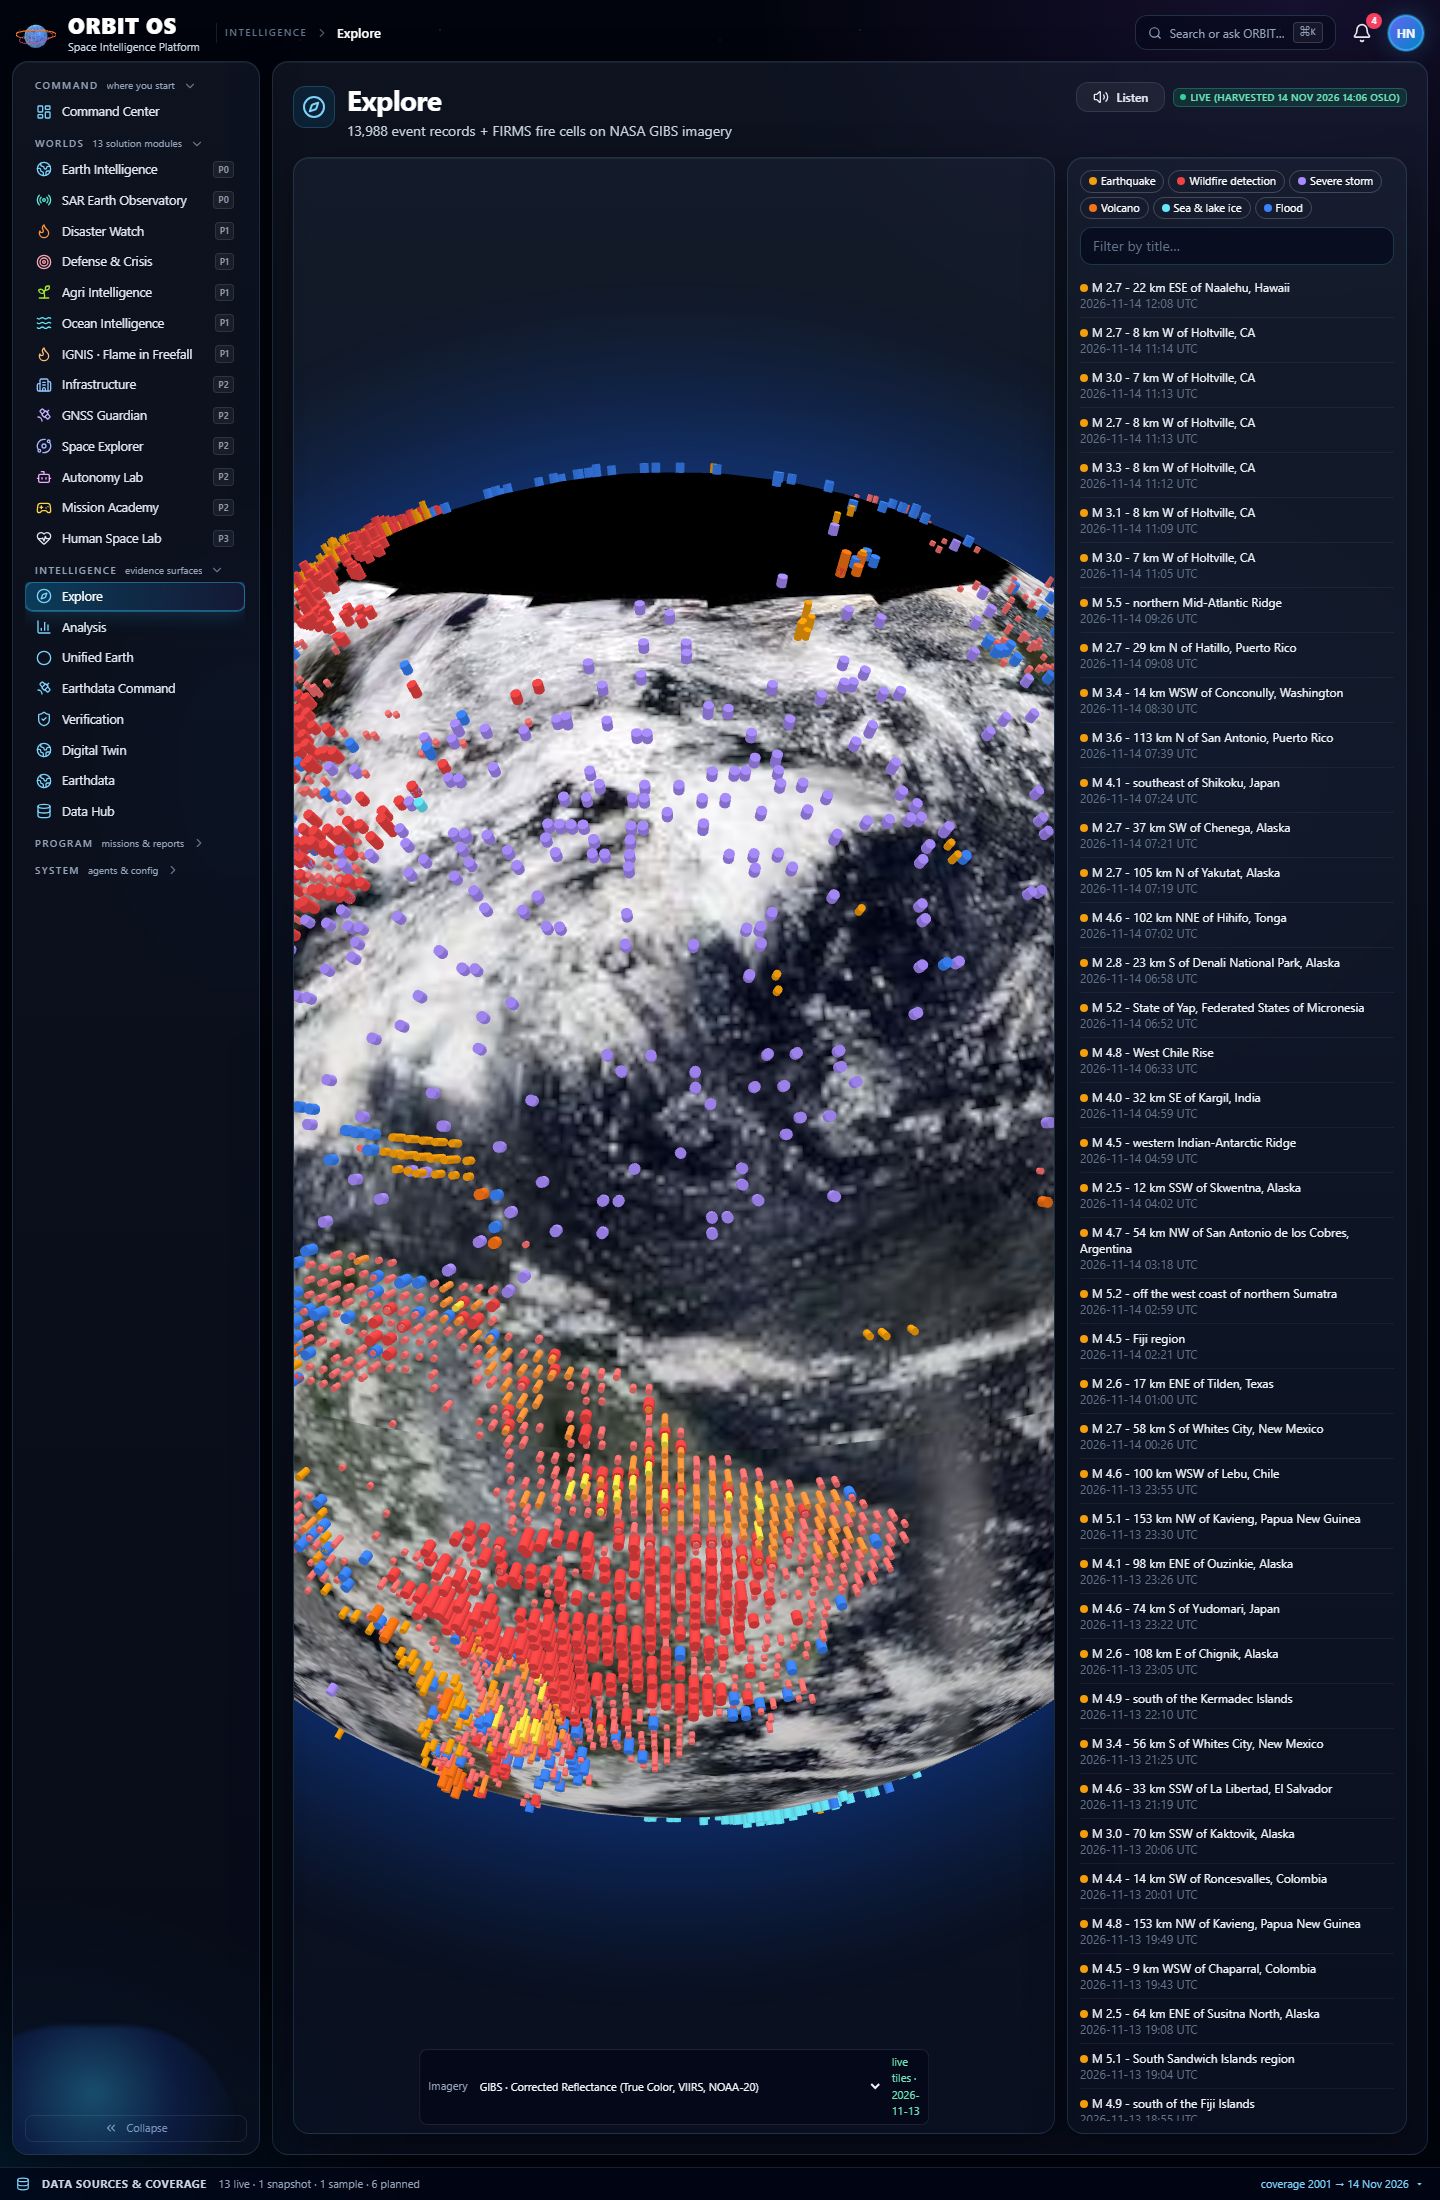 ORBIT OS
Space Intelligence Platform
INTELLIGENCE > Explore
Search or ask ORBIT... ⌘K
4
HN
COMMAND where you start
Command Center
WORLDS 13 solution modules
Earth Intelligence P0
SAR Earth Observatory P0
Disaster Watch P1
Defense & Crisis P1
Agri Intelligence P1
Ocean Intelligence P1
IGNIS · Flame in Freefall P1
Infrastructure P2
GNSS Guardian P2
Space Explorer P2
Autonomy Lab P2
Mission Academy P2
Human Space Lab P3
INTELLIGENCE evidence surfaces
Explore
Analysis
Unified Earth
Earthdata Command
Verification
Digital Twin
Earthdata
Data Hub
PROGRAM missions & reports
SYSTEM agents & config
Collapse
Explore
13,988 event records + FIRMS fire cells on NASA GIBS imagery
Listen
LIVE (HARVESTED 14 NOV 2026 14:06 OSLO)
Imagery GIBS · Corrected Reflectance (True Color, VIIRS, NOAA-20)
live
tiles ·
2026-
11-13
Earthquake Wildfire detection Severe storm
Volcano Sea & lake ice Flood
Filter by title...
M 2.7 - 22 km ESE of Naalehu, Hawaii
2026-11-14 12:08 UTC
M 2.7 - 8 km W of Holtville, CA
2026-11-14 11:14 UTC
M 3.0 - 7 km W of Holtville, CA
2026-11-14 11:13 UTC
M 2.7 - 8 km W of Holtville, CA
2026-11-14 11:13 UTC
M 3.3 - 8 km W of Holtville, CA
2026-11-14 11:12 UTC
M 3.1 - 8 km W of Holtville, CA
2026-11-14 11:09 UTC
M 3.0 - 7 km W of Holtville, CA
2026-11-14 11:05 UTC
M 5.5 - northern Mid-Atlantic Ridge
2026-11-14 09:26 UTC
M 2.7 - 29 km N of Hatillo, Puerto Rico
2026-11-14 09:08 UTC
M 3.4 - 14 km WSW of Conconully, Washington
2026-11-14 08:30 UTC
M 3.6 - 113 km N of San Antonio, Puerto Rico
2026-11-14 07:39 UTC
M 4.1 - southeast of Shikoku, Japan
2026-11-14 07:24 UTC
M 2.7 - 37 km SW of Chenega, Alaska
2026-11-14 07:21 UTC
M 2.7 - 105 km N of Yakutat, Alaska
2026-11-14 07:19 UTC
M 4.6 - 102 km NNE of Hihifo, Tonga
2026-11-14 07:02 UTC
M 2.8 - 23 km S of Denali National Park, Alaska
2026-11-14 06:58 UTC
M 5.2 - State of Yap, Federated States of Micronesia
2026-11-14 06:52 UTC
M 4.8 - West Chile Rise
2026-11-14 06:33 UTC
M 4.0 - 32 km SE of Kargil, India
2026-11-14 04:59 UTC
M 4.5 - western Indian-Antarctic Ridge
2026-11-14 04:59 UTC
M 2.5 - 12 km SSW of Skwentna, Alaska
2026-11-14 04:02 UTC
M 4.7 - 54 km NW of San Antonio de los Cobres,
Argentina
2026-11-14 03:18 UTC
M 5.2 - off the west coast of northern Sumatra
2026-11-14 02:59 UTC
M 4.5 - Fiji region
2026-11-14 02:21 UTC
M 2.6 - 17 km ENE of Tilden, Texas
2026-11-14 01:00 UTC
M 2.7 - 58 km S of Whites City, New Mexico
2026-11-14 00:26 UTC
M 4.6 - 100 km WSW of Lebu, Chile
2026-11-13 23:55 UTC
M 5.1 - 153 km NW of Kavieng, Papua New Guinea
2026-11-13 23:30 UTC
M 4.1 - 98 km ENE of Ouzinkie, Alaska
2026-11-13 23:26 UTC
M 4.6 - 74 km S of Yudomari, Japan
2026-11-13 23:22 UTC
M 2.6 - 108 km E of Chignik, Alaska
2026-11-13 23:05 UTC
M 4.9 - south of the Kermadec Islands
2026-11-13 22:10 UTC
M 3.4 - 56 km S of Whites City, New Mexico
2026-11-13 21:25 UTC
M 4.6 - 33 km SSW of La Libertad, El Salvador
2026-11-13 21:19 UTC
M 3.0 - 70 km SSW of Kaktovik, Alaska
2026-11-13 20:06 UTC
M 4.4 - 14 km SW of Roncesvalles, Colombia
2026-11-13 20:01 UTC
M 4.8 - 153 km NW of Kavieng, Papua New Guinea
2026-11-13 19:49 UTC
M 4.5 - 9 km WSW of Chaparral, Colombia
2026-11-13 19:43 UTC
M 2.5 - 64 km ENE of Susitna North, Alaska
2026-11-13 19:08 UTC
M 5.1 - South Sandwich Islands region
2026-11-13 19:04 UTC
M 4.9 - south of the Fiji Islands
2026-11-13 18:55 UTC
DATA SOURCES & COVERAGE 13 live · 1 snapshot · 1 sample · 6 planned
coverage 2001 → 14 Nov 2026